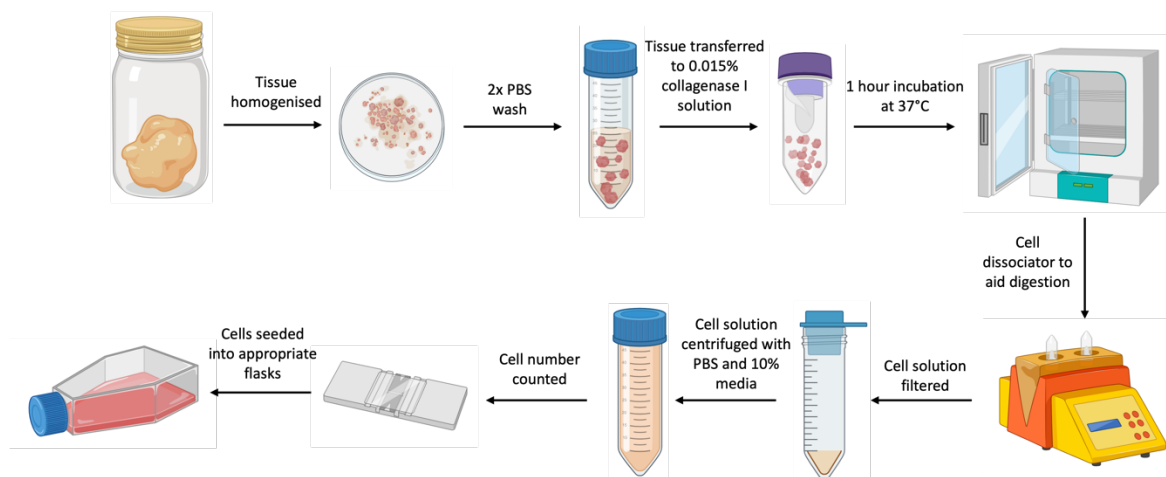 Tissue
homogenised
2x PBS
wash
Tissue transferred
to 0.015%
collagenase I
solution
1 hour incubation
at 37°C
Cell
dissociator to
aid digestion
Cell solution
filtered
Cell solution
centrifuged with
PBS and 10%
media
Cell number
counted
Cells seeded
into appropriate
flasks